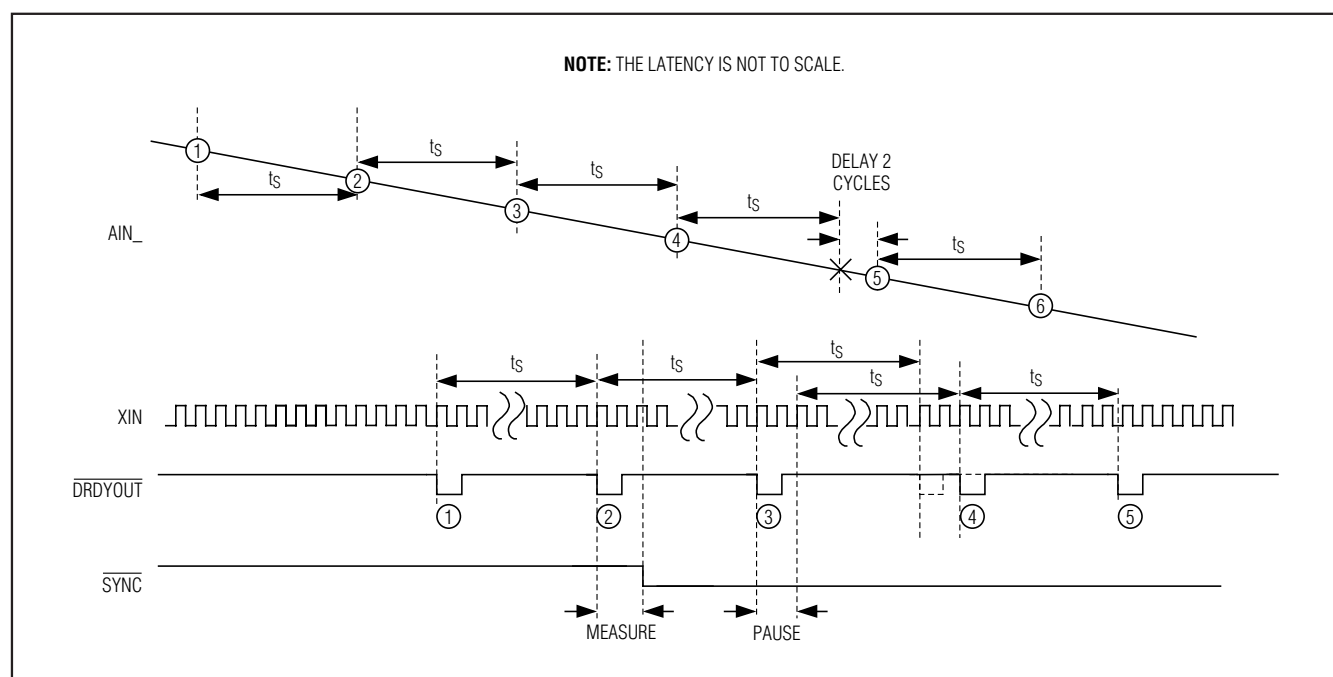 NOTE: THE LATENCY IS NOT TO SCALE.
1
tS
tS
2
tS
3
tS
4
DELAY 2
CYCLES
tS
5
6
AIN_
tS
tS
tS
tS
tS
XIN
DRDYOUT
1
2
3
4
5
SYNC
MEASURE
PAUSE